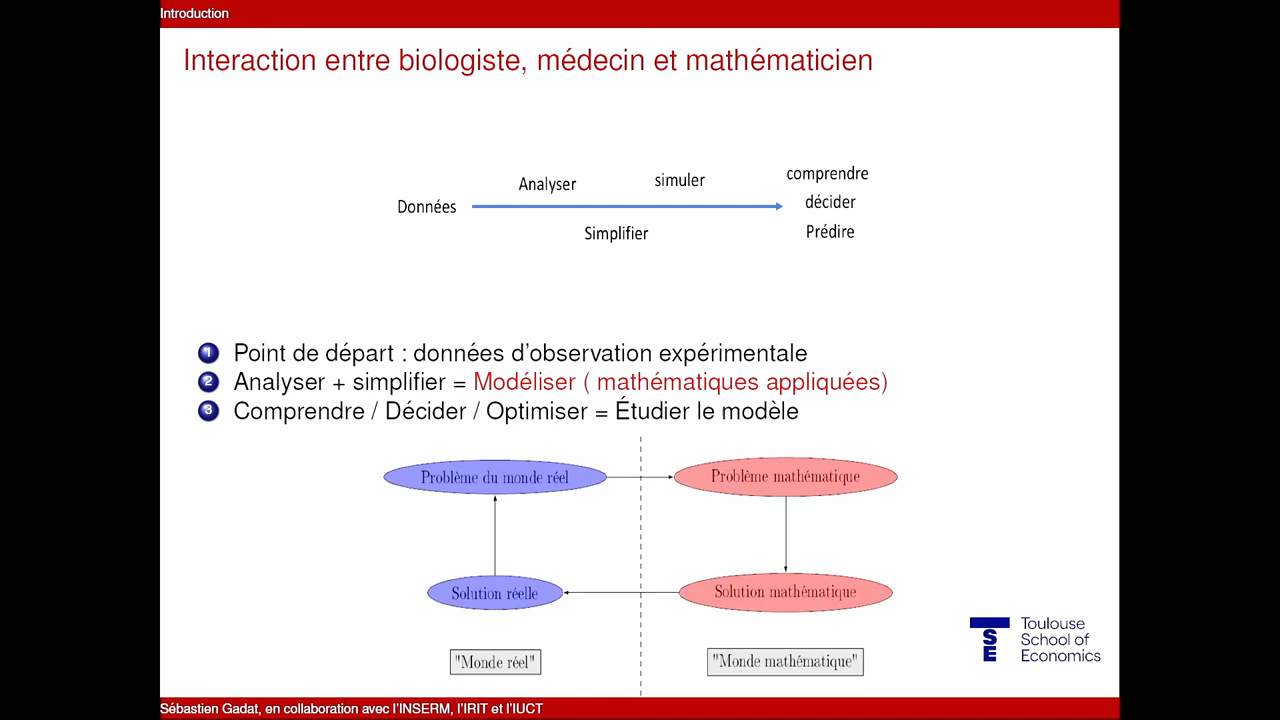 Introduction
Interaction entre biologiste, médecin et mathématicien
Analyser
simuler
comprendre
Données
décider
Simplifier
Prédire
1 Point de départ : données d'observation expérimentale
2 Analyser + simplifier = Modéliser ( mathématiques appliquées)
3 Comprendre / Décider / Optimiser = Étudier le modèle
Problème du monde réel
Problème mathématique
Solution réelle
Solution mathématique
"Monde réel"
"Monde mathématique"
TSE
Toulouse
School of
Economics
Sébastien Gadat, en collaboration avec l'INSERM, l'IRIT et l'IUCT